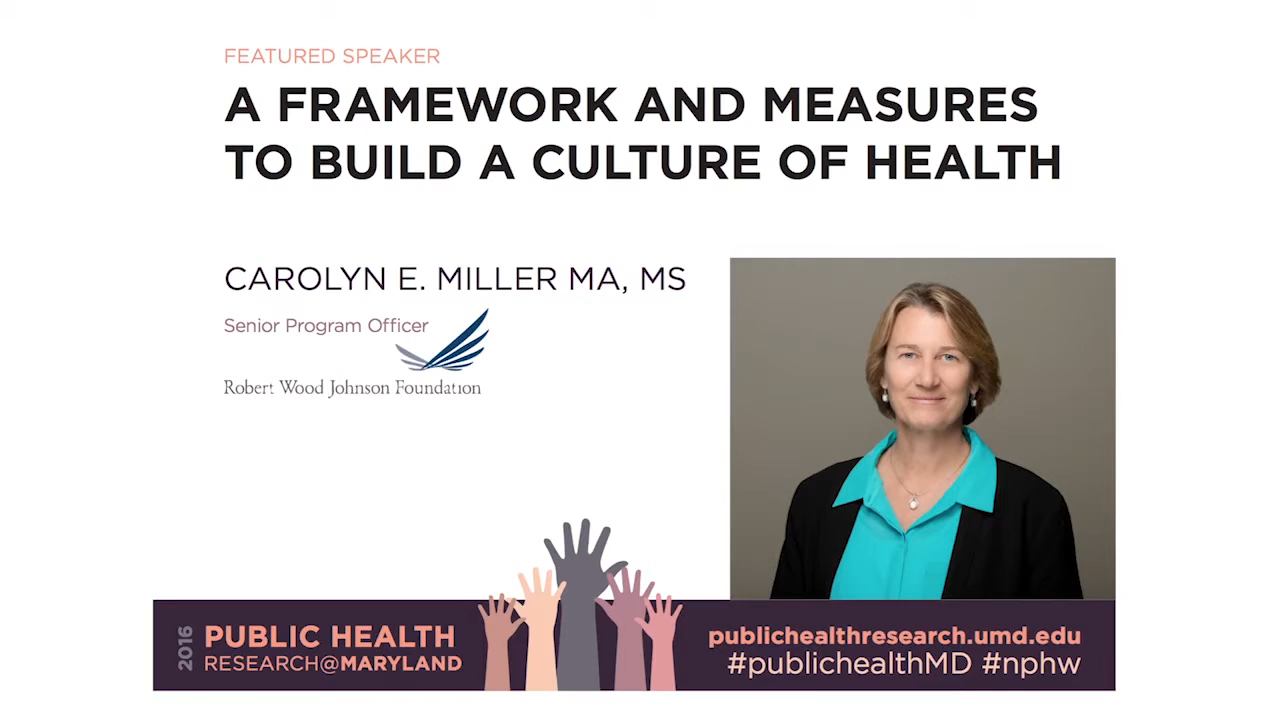 FEATURED SPEAKER
A FRAMEWORK AND MEASURES
TO BUILD A CULTURE OF HEALTH
CAROLYN E. MILLER MA, MS
Senior Program Officer
Robert Wood Johnson Foundation
2016
PUBLIC HEALTH
RESEARCH@MARYLAND
publichealthresearch.umd.edu
#publichealthMD #nphw